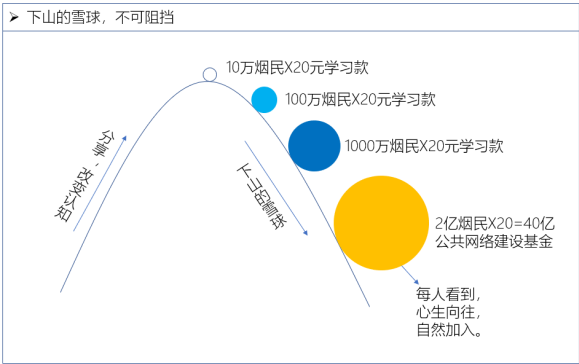 ➢ 下山的雪球，不可阻挡
10万烟民X20元学习款
100万烟民X20元学习款
1000万烟民X20元学习款
分享，改变认知
下山的雪球
2亿烟民X20=40亿
公共网络建设基金
每人看到，
心生向往，
自然加入。